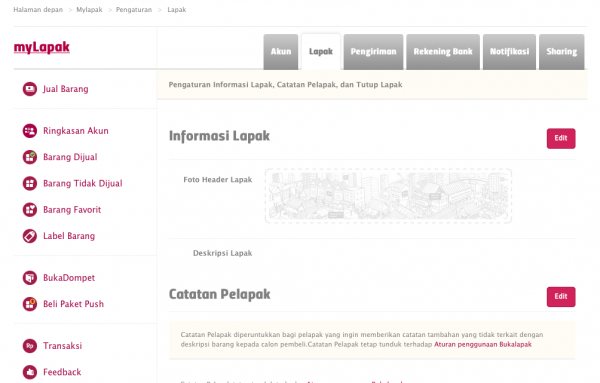 Halaman depan > Mylapak > Pengaturan > Lapak
myLapak
Akun Lapak Pengiriman Rekening Bank Notifikasi Sharing
Pengaturan Informasi Lapak, Catatan Pelapak, dan Tutup Lapak
Jual Barang
Ringkasan Akun
Barang Dijual
Barang Tidak Dijual
Barang Favorit
Label Barang
BukaDompet
Beli Paket Push
Transaksi
Feedback
Informasi Lapak Edit
Foto Header Lapak
Deskripsi Lapak
Catatan Pelapak Edit
Catatan Pelapak diperuntukkan bagi pelapak yang ingin memberikan catatan tambahan yang tidak terkait dengan
deskripsi barang kepada calon pembeli.Catatan Pelapak tetap tunduk terhadap Aturan penggunaan Bukalapak